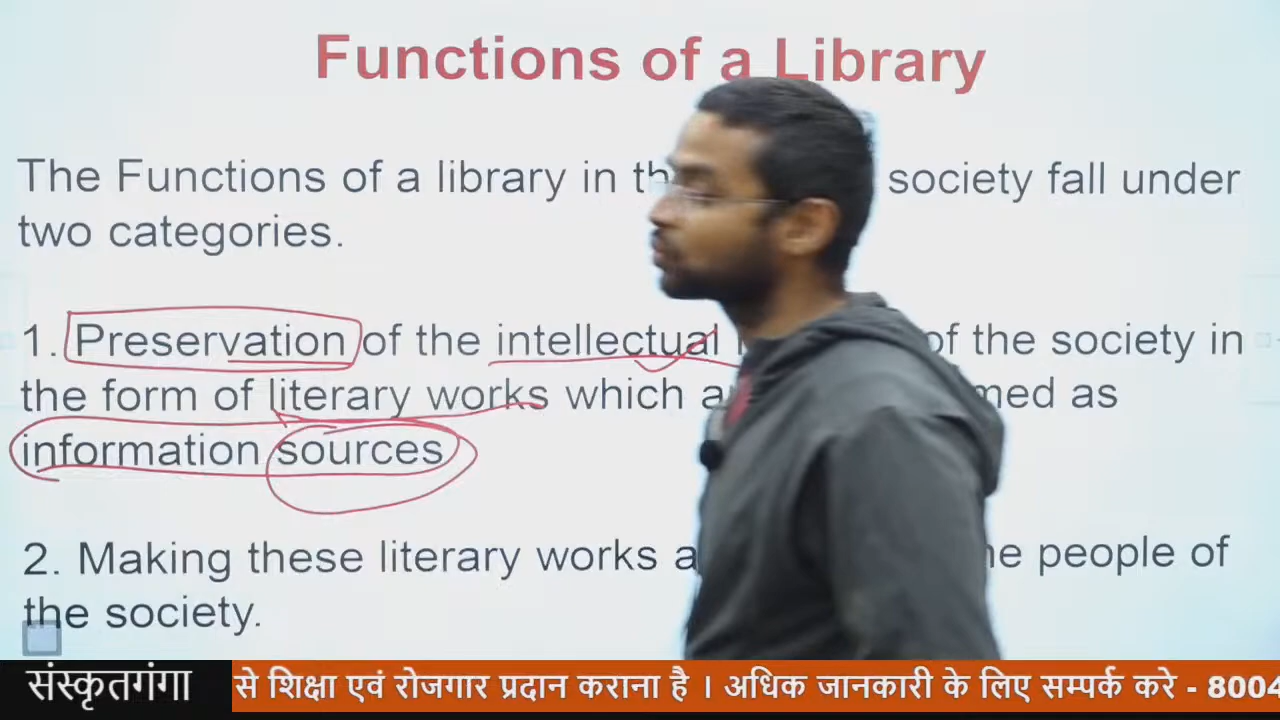 Functions of a Library
The Functions of a library in society fall under
two categories.
1. Preservation of the intellectual of the society in
the form of literary works which as
information sources
2. Making these literary works people of
the society.
संस्कृतगंगा से शिक्षा एवं रोजगार प्रदान कराना है । अधिक जानकारी के लिए सम्पर्क करे - 8004